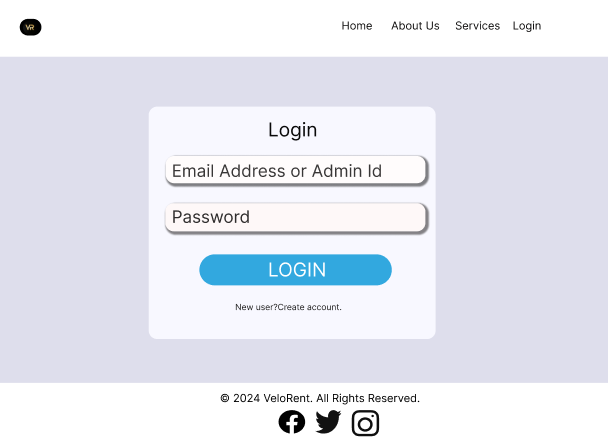 VR
Home About Us Services Login
Login
Email Address or Admin Id
Password
LOGIN
New user?Create account.
© 2024 VeloRent. All Rights Reserved.